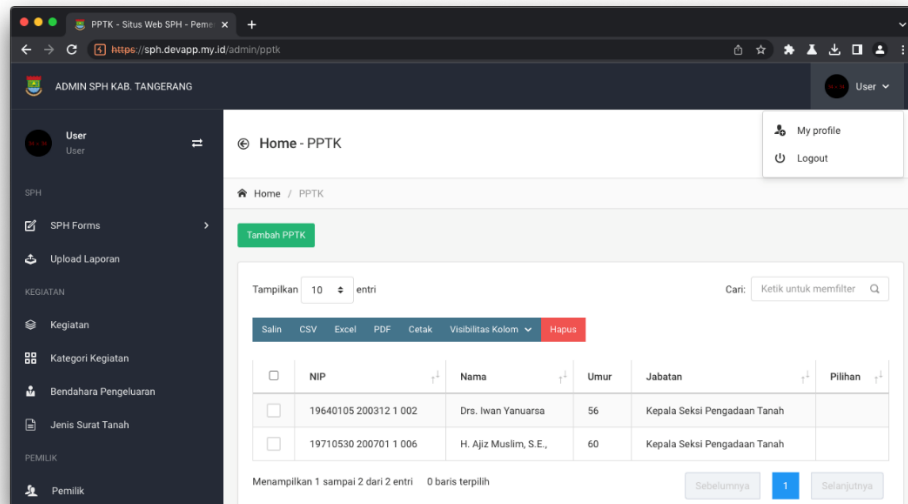 PPTK - Situs Web SPH - Peme
https://sph.devapp.my.id/admin/pptk
ADMIN SPH KAB. TANGERANG
User
My profile
Logout
User
User
Home - PPTK
SPH
Home / PPTK
SPH Forms
Tambah PPTK
Upload Laporan
KEGIATAN
Tampilkan 10 entri Cari: Ketik untuk memfilter
Kegiatan
Salin CSV Excel PDF Cetak Visibilitas Kolom Hapus
Kategori Kegiatan
NIP Nama Umur Jabatan Pilihan
Bendahara Pengeluaran
19640105 200312 1 002 Drs. Iwan Yanuarsa 56 Kepala Seksi Pengadaan Tanah
Jenis Surat Tanah
19710530 200701 1 006 H. Ajiz Muslim, S.E., 60 Kepala Seksi Pengadaan Tanah
PEMILIK
Menampilkan 1 sampai 2 dari 2 entri 0 baris terpilih
Sebelumnya 1 Selanjutnya
Pemilik